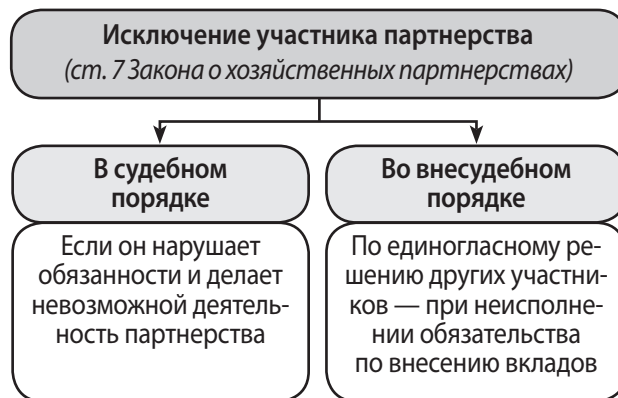 Исключение участника партнерства
(ст. 7 Закона о хозяйственных партнерствах)
В судебном
порядке
Если он нарушает
обязанности и делает
невозможной деятель-
ность партнерства
Во внесудебном
порядке
По единогласному ре-
шению других участни-
ков — при неисполне-
нии обязательства
по внесению вкладов